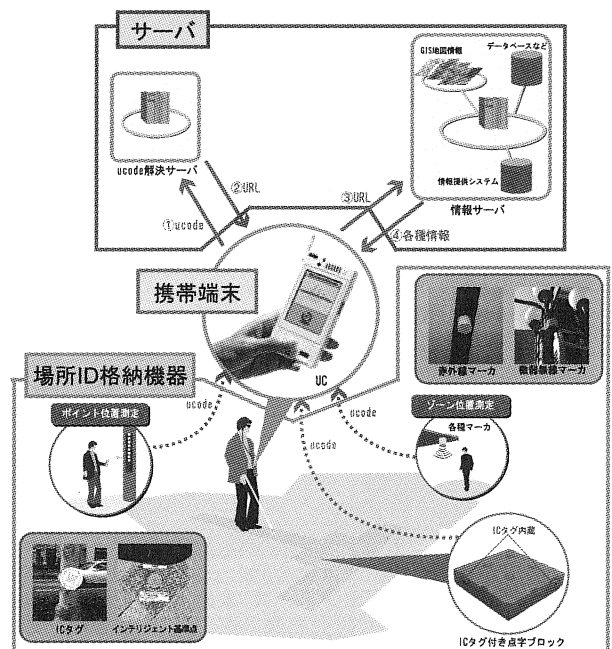 サーバ
GIS地図情報
データベースなど
ucode解決サーバ
情報提供システム
情報サーバ
②URL
③URL
①ucode
④各種情報
携帯端末
UC
赤外線マーカ
微弱無線マーカ
場所ID格納機器
ポイント位置測定
ucode
ucode
ucode
ゾーン位置測定
各種マーカ
ICタグ内蔵
ICタグ
インテリジェント基準点
ICタグ付き点字ブロック